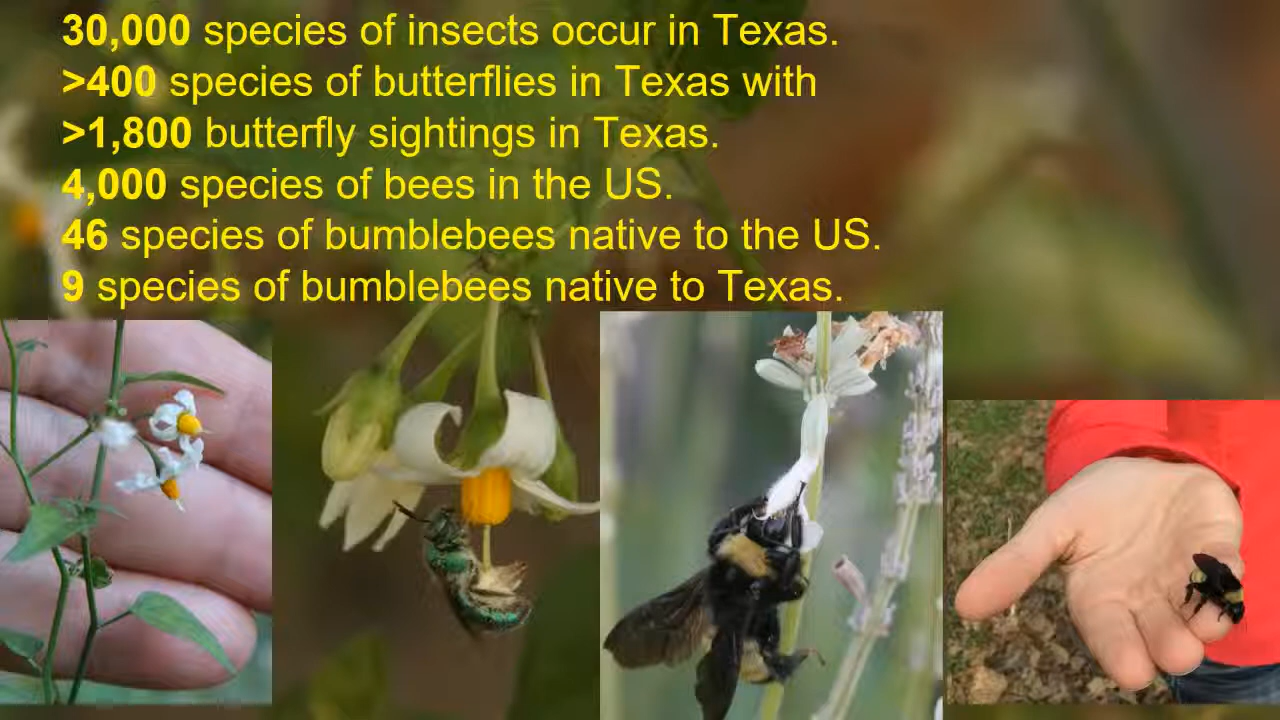 30,000 species of insects occur in Texas.
>400 species of butterflies in Texas with
>1,800 butterfly sightings in Texas.
4,000 species of bees in the US.
46 species of bumblebees native to the US.
9 species of bumblebees native to Texas.